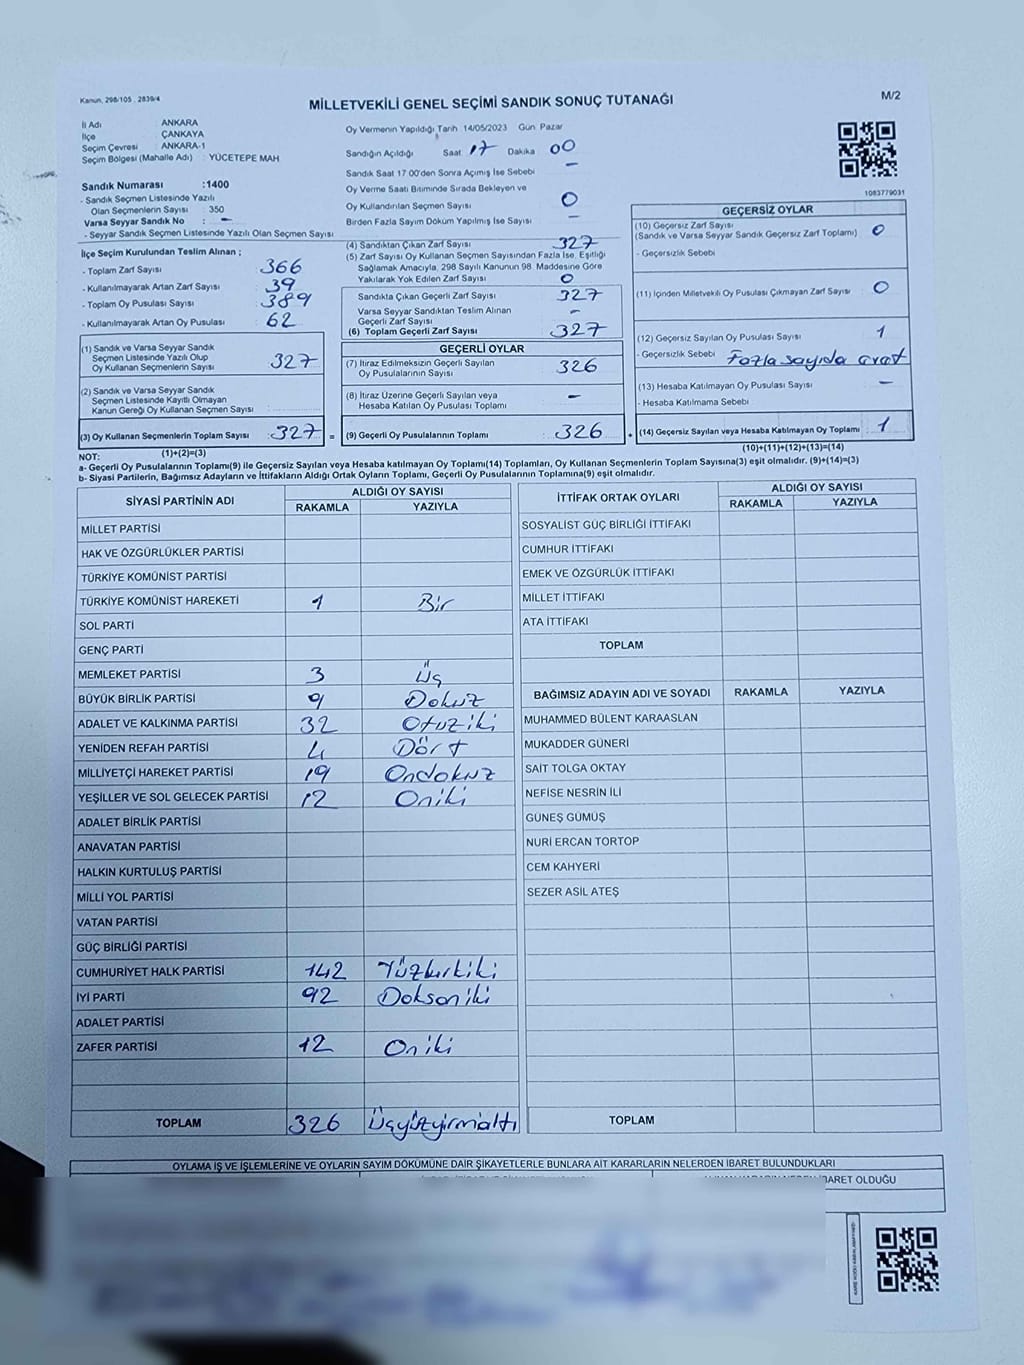 Kanun, 298/105 , 2839/4
MİLLETVEKİLİ GENEL SEÇİMİ SANDIK SONUÇ TUTANAĞI
M/2
İl Adı : ANKARA
İlçe : ÇANKAYA
Seçim Çevresi : ANKARA-1
Seçim Bölgesi (Mahalle Adı) : YÜCETEPE MAH
Sandık Numarası :1400
- Sandık Seçmen Listesinde Yazılı
Olan Seçmenlerin Sayısı : 350
Varsa Seyyar Sandık No : -
- Seyyar Sandık Seçmen Listesinde Yazılı Olan Seçmen Sayısı
İlçe Seçim Kurulundan Teslim Alınan ;
- Toplam Zarf Sayısı 366
- Kullanılmayarak Artan Zarf Sayısı 39
- Toplam Oy Pusulası Sayısı 389
- Kullanılmayarak Artan Oy Pusulası 62
(1) Sandık ve Varsa Seyyar Sandık
Seçmen Listesinde Yazılı Olup
Oy Kullanan Seçmenlerin Sayısı 327
(2) Sandık ve Varsa Seyyar Sandık
Seçmen Listesinde Kayıtlı Olmayan
Kanun Gereği Oy Kullanan Seçmen Sayısı
(3) Oy Kullanan Seçmenlerin Toplam Sayısı 327 =
(1)+(2)=(3)
Oy Vermenin Yapıldığı Tarih 14/05/2023 Gün Pazar
Sandığın Açıldığı Saat 17 Dakika 00
Sandık Saat 17 00'den Sonra Açılmış İse Sebebi -
Oy Verme Saati Bitiminde Sırada Bekleyen ve
Oy Kullandırılan Seçmen Sayısı 0
Birden Fazla Sayım Döküm Yapılmış İse Sayısı -
(4) Sandıktan Çıkan Zarf Sayısı 327
(5) Zarf Sayısı Oy Kullanan Seçmen Sayısından Fazla İse, Eşitliği
Sağlamak Amacıyla, 298 Sayılı Kanunun 98. Maddesine Göre
Yakılarak Yok Edilen Zarf Sayısı 0
Sandıkta Çıkan Geçerli Zarf Sayısı 327
Varsa Seyyar Sandıktan Teslim Alınan
Geçerli Zarf Sayısı -
(6) Toplam Geçerli Zarf Sayısı 327
GEÇERLİ OYLAR
(7) İtiraz Edilmeksizin Geçerli Sayılan
Oy Pusulalarının Sayısı 326
(8) İtiraz Üzerine Geçerli Sayılan veya
Hesaba Katılan Oy Pusulası Toplamı -
(9) Geçerli Oy Pusulalarının Toplamı 326 +
1083779031
GEÇERSİZ OYLAR
(10) Geçersiz Zarf Sayısı
(Sandık ve Varsa Seyyar Sandık Geçersiz Zarf Toplamı) 0
- Geçersizlik Sebebi
(11) İçinden Milletvekili Oy Pusulası Çıkmayan Zarf Sayısı 0
(12) Geçersiz Sayılan Oy Pusulası Sayısı 1
- Geçersizlik Sebebi Fazla sayıda evet
(13) Hesaba Katılmayan Oy Pusulası Sayısı -
- Hesaba Katılmama Sebebi
(14) Geçersiz Sayılan veya Hesaba Katılmayan Oy Toplamı 1
(10)+(11)+(12)+(13)=(14)
NOT:
a- Geçerli Oy Pusulalarının Toplamı(9) ile Geçersiz Sayılan veya Hesaba katılmayan Oy Toplamı(14) Toplamları, Oy Kullanan Seçmenlerin Toplam Sayısına(3) eşit olmalıdır. (9)+(14)=(3)
b- Siyasi Partilerin, Bağımsız Adayların ve İttifakların Aldığı Ortak Oyların Toplamı, Geçerli Oy Pusulalarının Toplamına(9) eşit olmalıdır.
SİYASİ PARTİNİN ADI ALDIĞI OY SAYISI
RAKAMLA YAZIYLA
MİLLET PARTİSİ
HAK VE ÖZGÜRLÜKLER PARTİSİ
TÜRKİYE KOMÜNİST PARTİSİ
TÜRKİYE KOMÜNİST HAREKETİ 1 Bir
SOL PARTİ
GENÇ PARTİ
MEMLEKET PARTİSİ 3 Üç
BÜYÜK BİRLİK PARTİSİ 9 Dokuz
ADALET VE KALKINMA PARTİSİ 32 Otuziki
YENİDEN REFAH PARTİSİ 4 Dört
MİLLİYETÇİ HAREKET PARTİSİ 19 Ondokuz
YEŞİLLER VE SOL GELECEK PARTİSİ 12 Oniki
ADALET BİRLİK PARTİSİ
ANAVATAN PARTİSİ
HALKIN KURTULUŞ PARTİSİ
MİLLİ YOL PARTİSİ
VATAN PARTİSİ
GÜÇ BİRLİĞİ PARTİSİ
CUMHURİYET HALK PARTİSİ 142 Yüzkırkiki
İYİ PARTİ 92 Doksaniki
ADALET PARTİSİ
ZAFER PARTİSİ 12 Oniki
TOPLAM 326 Üçyüzyirmialtı
İTTİFAK ORTAK OYLARI ALDIĞI OY SAYISI
RAKAMLA YAZIYLA
SOSYALİST GÜÇ BİRLİĞİ İTTİFAKI
CUMHUR İTTİFAKI
EMEK VE ÖZGÜRLÜK İTTİFAKI
MİLLET İTTİFAKI
ATA İTTİFAKI
TOPLAM
BAĞIMSIZ ADAYIN ADI VE SOYADI RAKAMLA YAZIYLA
MUHAMMED BÜLENT KARAASLAN
MUKADDER GÜNERİ
SAİT TOLGA OKTAY
NEFİSE NESRİN İLİ
GÜNEŞ GÜMÜŞ
NURİ ERCAN TORTOP
CEM KAHYERİ
SEZER ASİL ATEŞ
TOPLAM
OYLAMA İŞ VE İŞLEMLERİNE VE OYLARIN SAYIM DÖKÜMÜNE DAİR ŞİKAYETLERLE BUNLARA AİT KARARLARIN NELERDEN İBARET BULUNDUKLARI
İBARET OLDUĞU